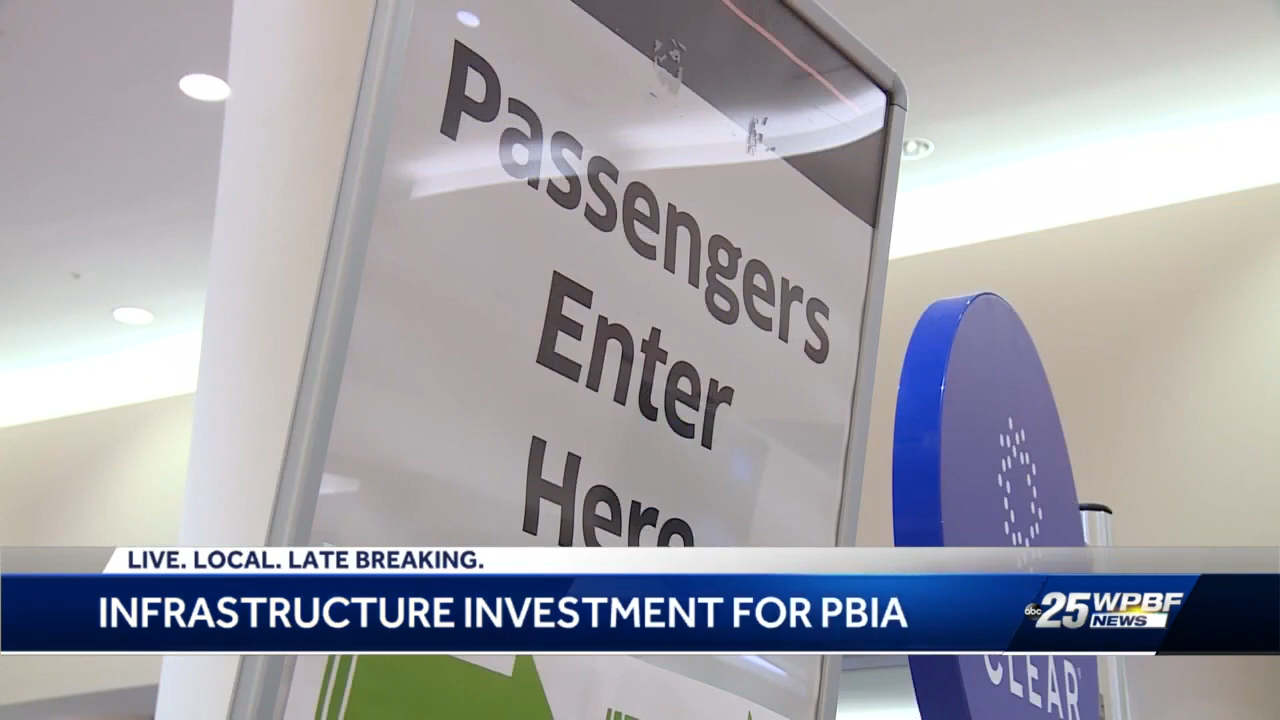 Passengers
Enter
Here
LIVE. LOCAL. LATE BREAKING.
INFRASTRUCTURE INVESTMENT FOR PBIA
abc 25 WPBF
NEWS
CLEAR